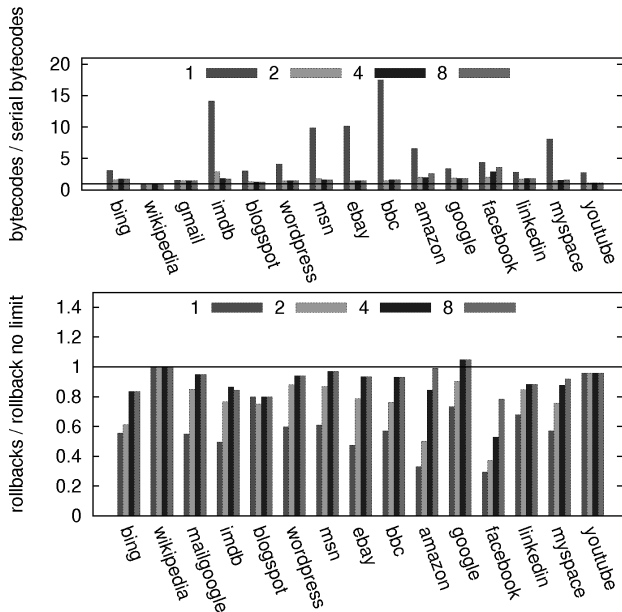 bytecodes / serial bytecodes
20
15
10
5
0
1 2 4 8
bing wikipedia gmail imdb blogspot wordpress msn ebay bbc amazon google facebook linkedin myspace youtube
rollbacks / rollback no limit
1.4
1.2
1
0.8
0.6
0.4
0.2
0
1 2 4 8
bing wikipedia mailgoogle imdb blogspot wordpress msn ebay bbc amazon google facebook linkedin myspace youtube